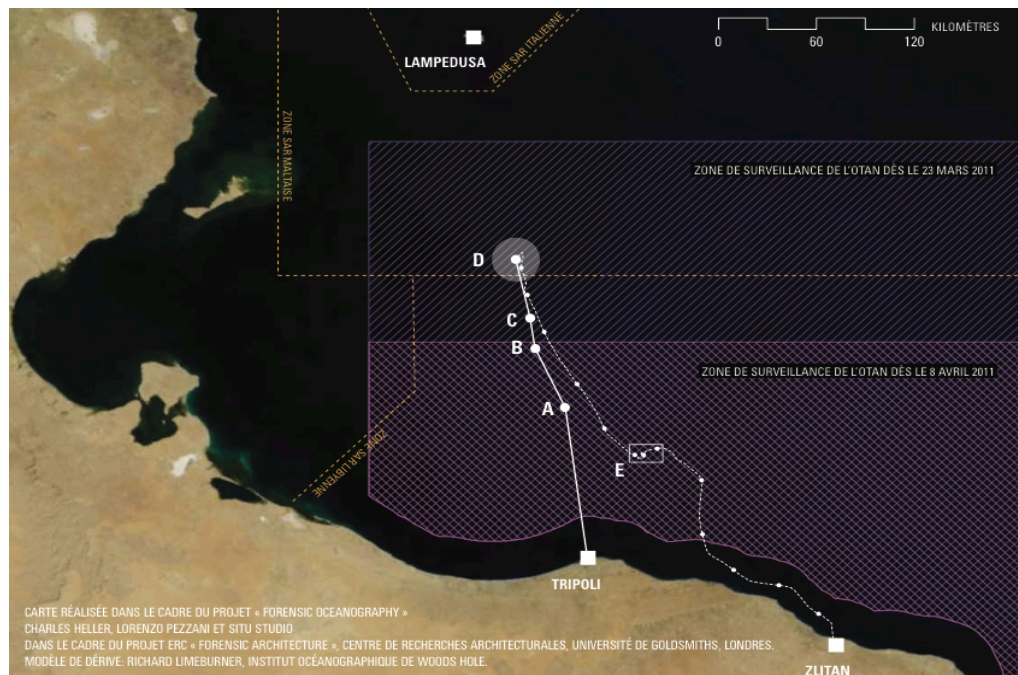 KILOMÈTRES
0 60 120
LAMPEDUSA
ZONE SAR ITALIENNE
ZONE SAR MALTAISE
ZONE DE SURVEILLANCE DE L'OTAN DÈS LE 23 MARS 2011
D
C
B
ZONE DE SURVEILLANCE DE L'OTAN DÈS LE 8 AVRIL 2011
A
ZONE SAR LIBYENNE
E
TRIPOLI
CARTE RÉALISÉE DANS LE CADRE DU PROJET « FORENSIC OCEANOGRAPHY »
CHARLES HELLER, LORENZO PEZZANI ET SITU STUDIO
DANS LE CADRE DU PROJET ERC « FORENSIC ARCHITECTURE », CENTRE DE RECHERCHES ARCHITECTURALES, UNIVERSITÉ DE GOLDSMITHS, LONDRES.
MODÈLE DE DÉRIVE: RICHARD LIMEBURNER, INSTITUT OCÉANOGRAPHIQUE DE WOODS HOLE.
ZLITAN